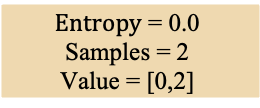 Entropy = 0.0
Samples = 2
Value = [0,2]